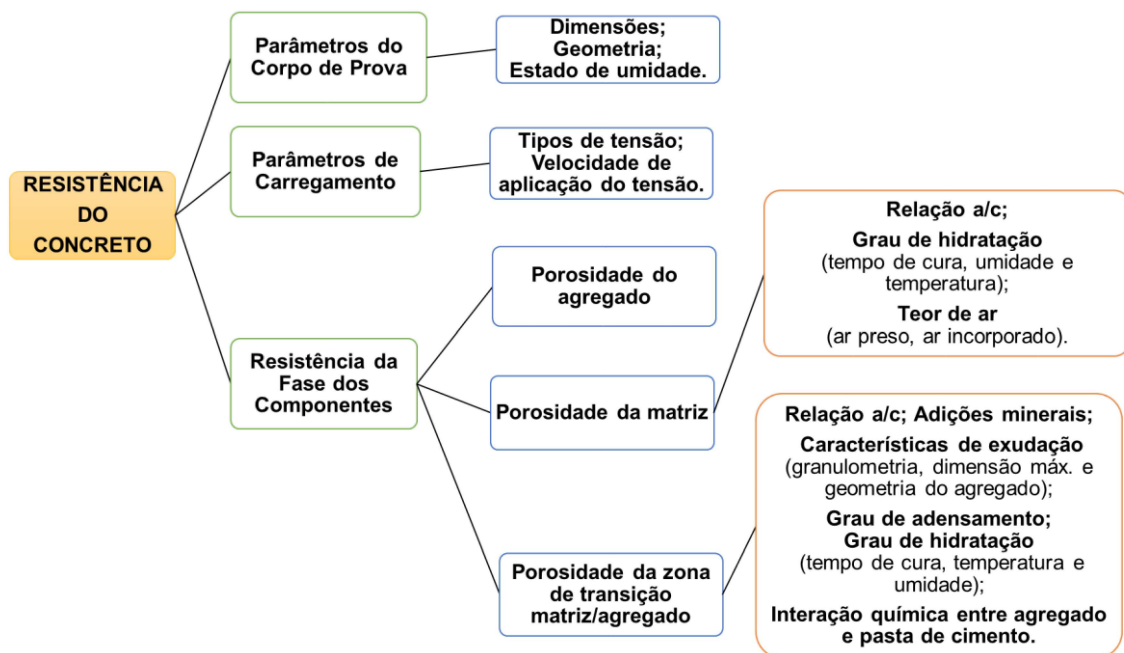 RESISTÊNCIA
DO
CONCRETO
Parâmetros do
Corpo de Prova
Dimensões;
Geometria;
Estado de umidade.
Parâmetros de
Carregamento
Tipos de tensão;
Velocidade de
aplicação do tensão.
Resistência da
Fase dos
Componentes
Porosidade do
agregado
Porosidade da matriz
Relação a/c;
Grau de hidratação
(tempo de cura, umidade e
temperatura);
Teor de ar
(ar preso, ar incorporado).
Porosidade da zona
de transição
matriz/agregado
Relação a/c; Adições minerais;
Características de exudação
(granulometria, dimensão máx. e
geometria do agregado);
Grau de adensamento;
Grau de hidratação
(tempo de cura, temperatura e
umidade);
Interação química entre agregado
e pasta de cimento.